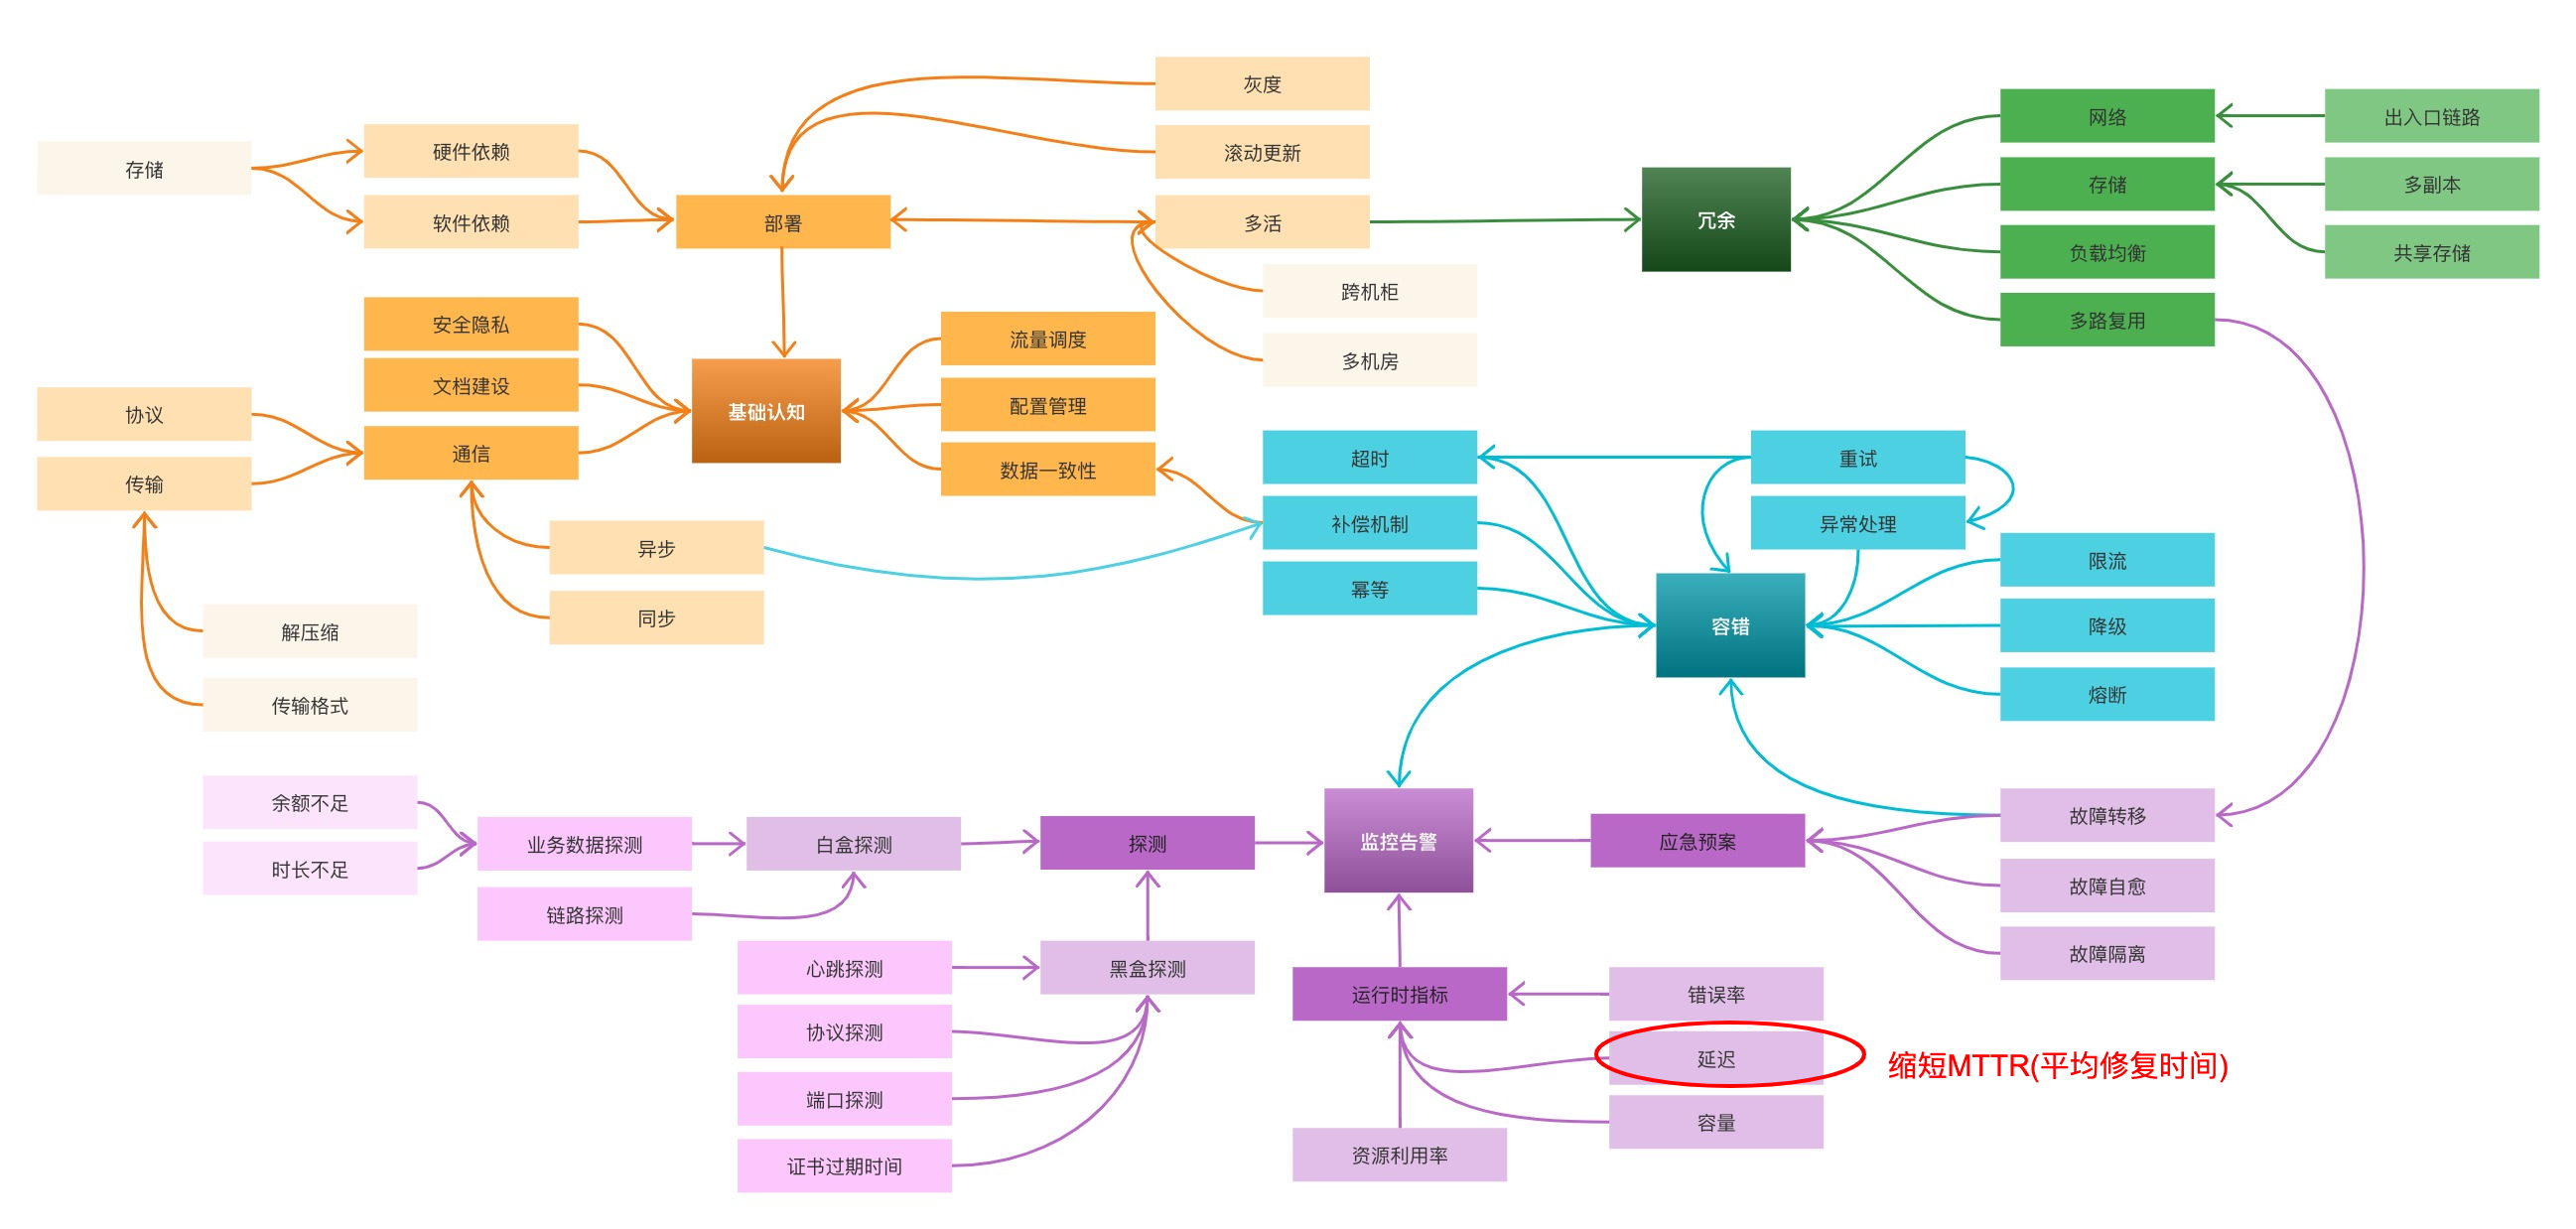 灰度
滚动更新
多活
跨机柜
多机房
存储
硬件依赖
软件依赖
部署
安全隐私
文档建设
通信
协议
传输
基础认知
流量调度
配置管理
数据一致性
异步
同步
解压缩
传输格式
冗余
网络
存储
负载均衡
多路复用
出入口链路
多副本
共享存储
超时
补偿机制
幂等
重试
异常处理
容错
限流
降级
熔断
余额不足
时长不足
业务数据探测
链路探测
白盒探测
探测
监控告警
应急预案
故障转移
故障自愈
故障隔离
心跳探测
协议探测
端口探测
证书过期时间
黑盒探测
运行时指标
错误率
延迟
容量
资源利用率
缩短MTTR(平均修复时间)